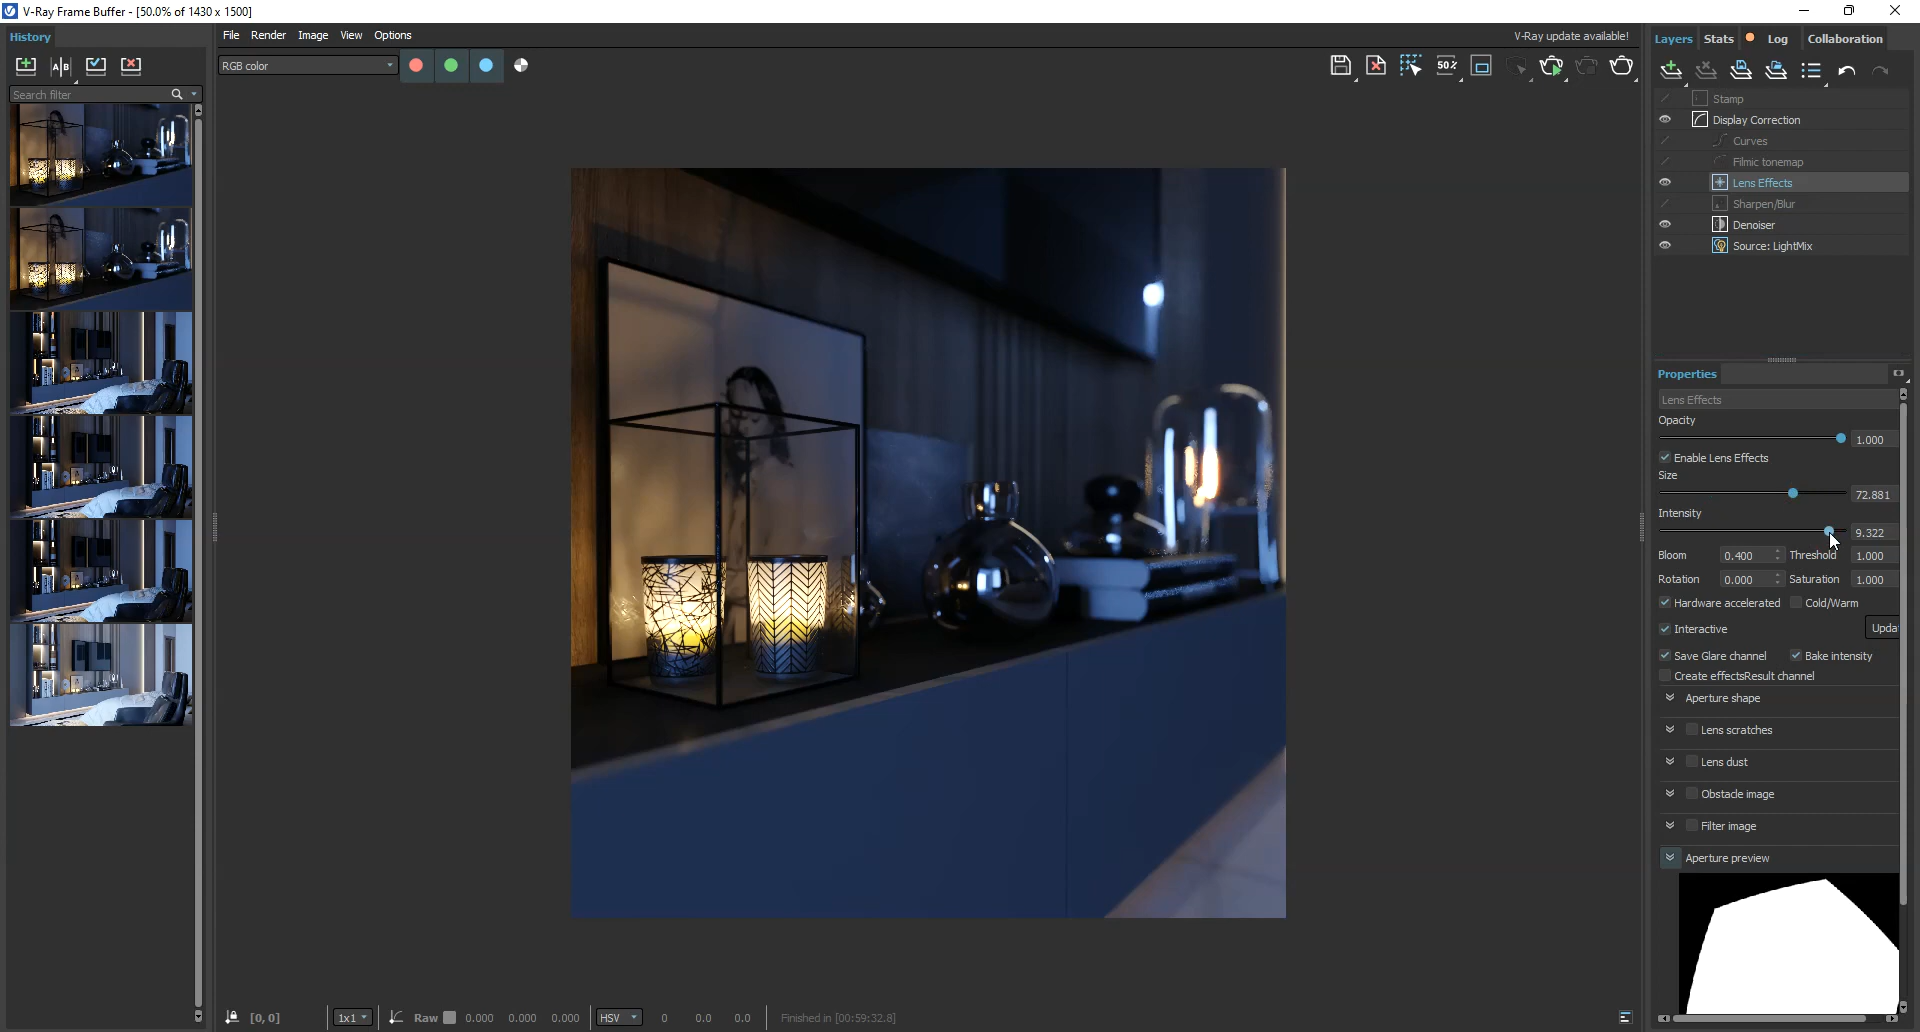 V-Ray Frame Buffer - [50.0% of 1430 x 1500]
History
File Render Image View Options
V-Ray update available!
Layers Stats Log Collaboration
A B
RGB color
50%
Search filter
Stamp
Display Correction
Curves
Filmic tonemap
Lens Effects
Sharpen/Blur
Denoiser
Source: LightMix
Properties
Lens Effects
Opacity
1.000
Enable Lens Effects
Size
72.881
Intensity
9.322
Bloom 0.400 Threshold 1.000
Rotation 0.000 Saturation 1.000
Hardware accelerated Cold/Warm
Interactive Upda
Save Glare channel Bake intensity
Create effectsResult channel
Aperture shape
Lens scratches
Lens dust
Obstacle image
Filter image
Aperture preview
[0, 0] 1x1 Raw 0.000 0.000 0.000 HSV 0 0.0 0.0 Finished in [00:59:32.8]